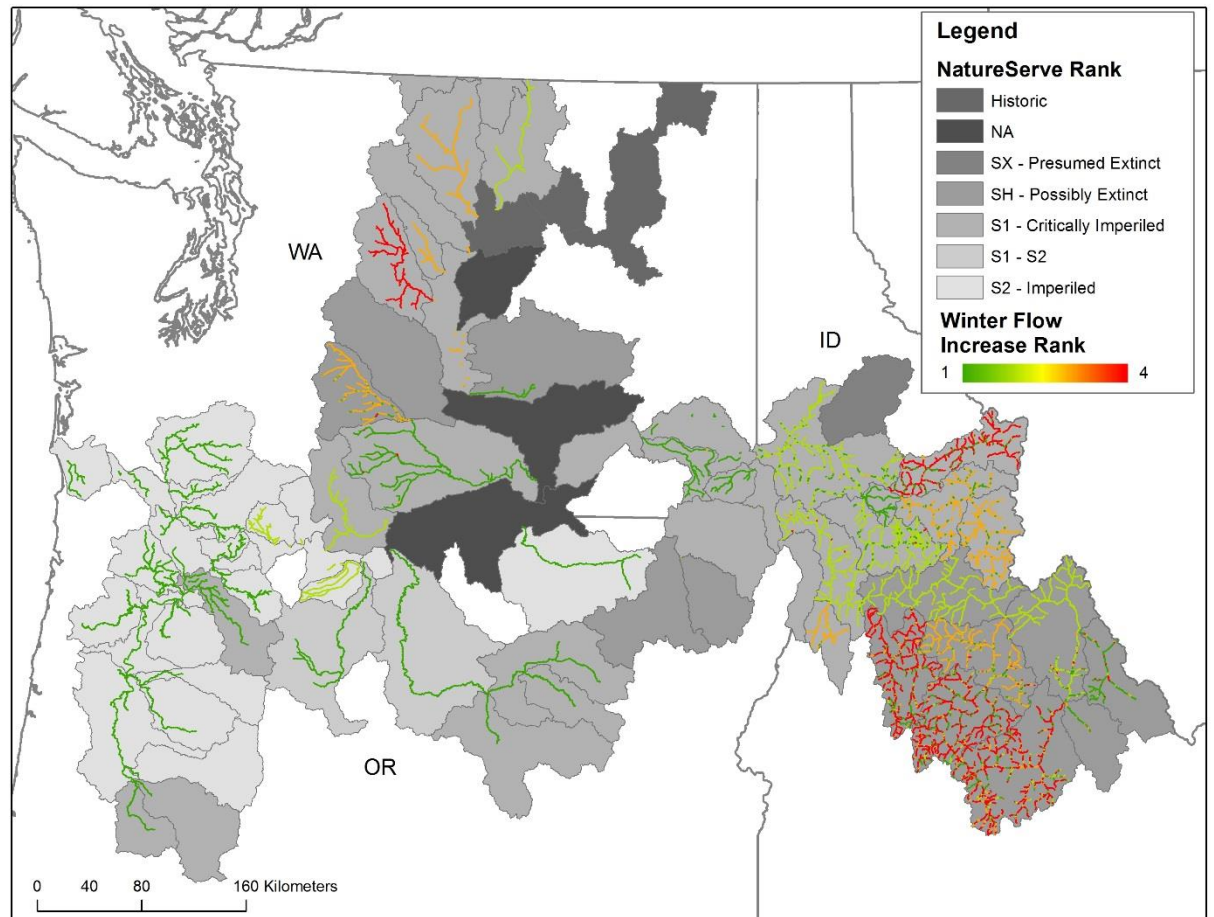 Legend
NatureServe Rank
Historic
NA
SX - Presumed Extinct
SH - Possibly Extinct
S1 - Critically Imperiled
S1 - S2
S2 - Imperiled
Winter Flow
Increase Rank
1 4
WA
ID
OR
0 40 80 160 Kilometers